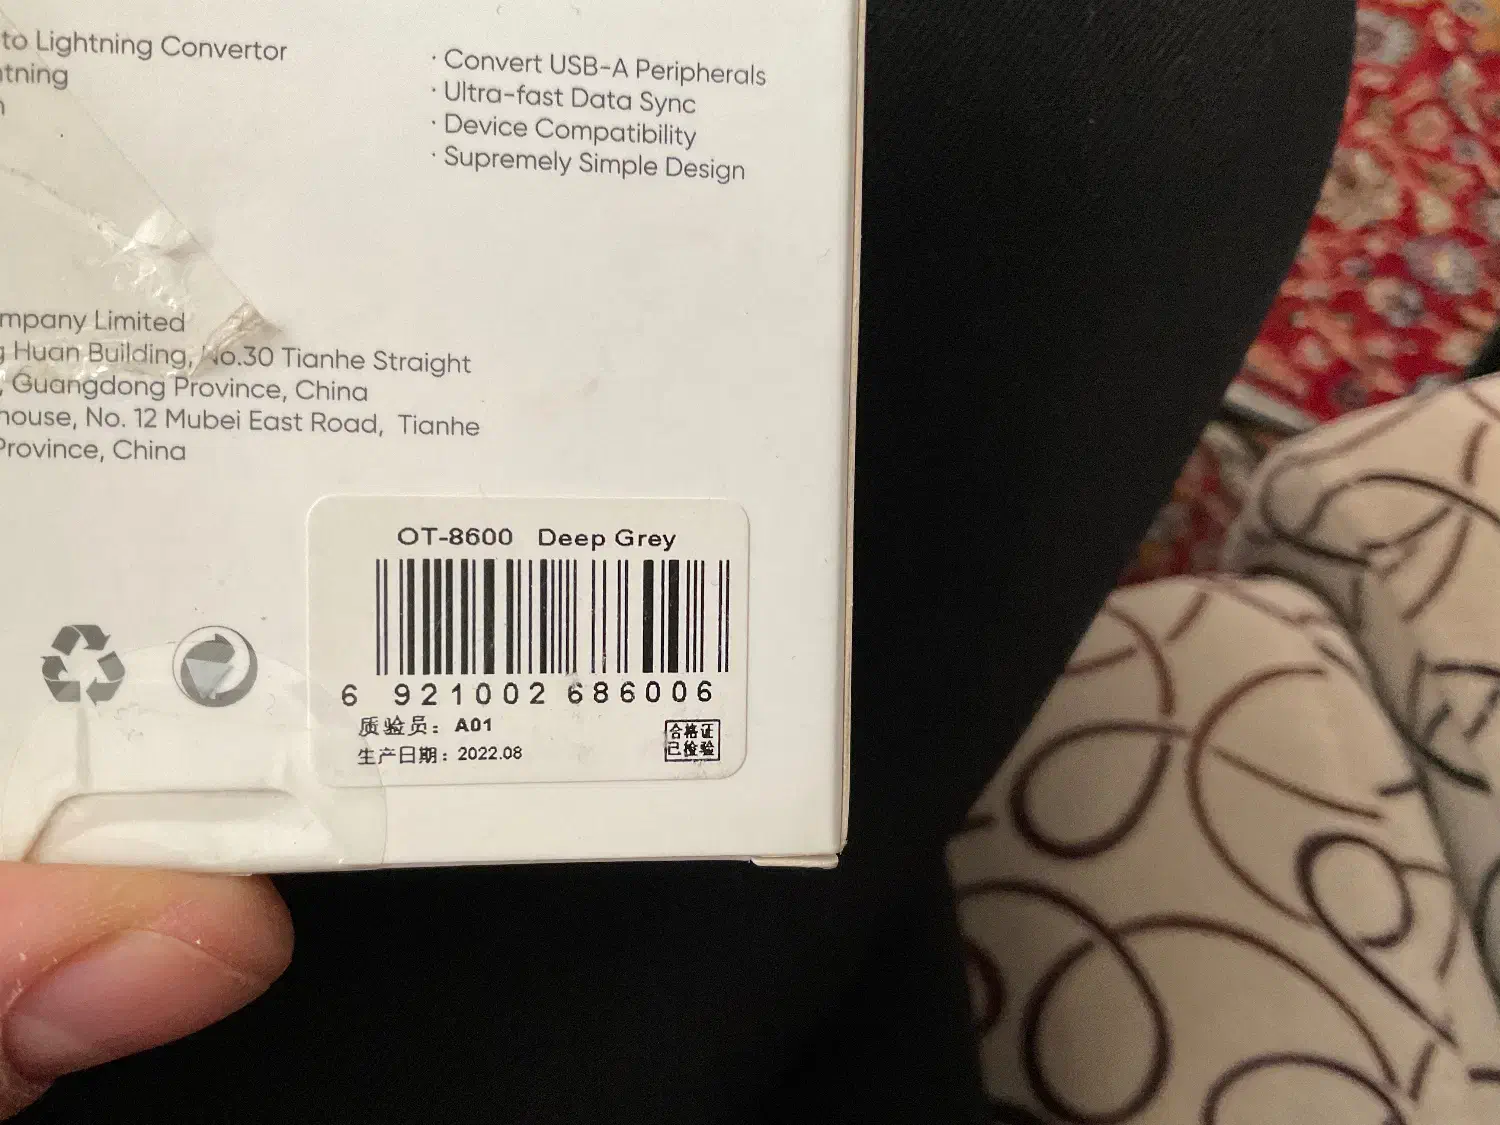 to Lightning Convertor
htning
· Convert USB-A Peripherals
· Ultra-fast Data Sync
· Device Compatibility
· Supremely Simple Design
mpany Limited
g Huan Building, No.30 Tianhe Straight
, Guangdong Province, China
house, No. 12 Mubei East Road, Tianhe
Province, China
OT-8600 Deep Grey
6 921002 686006
质验员：A01
生产日期：2022.08
合格证
已检验